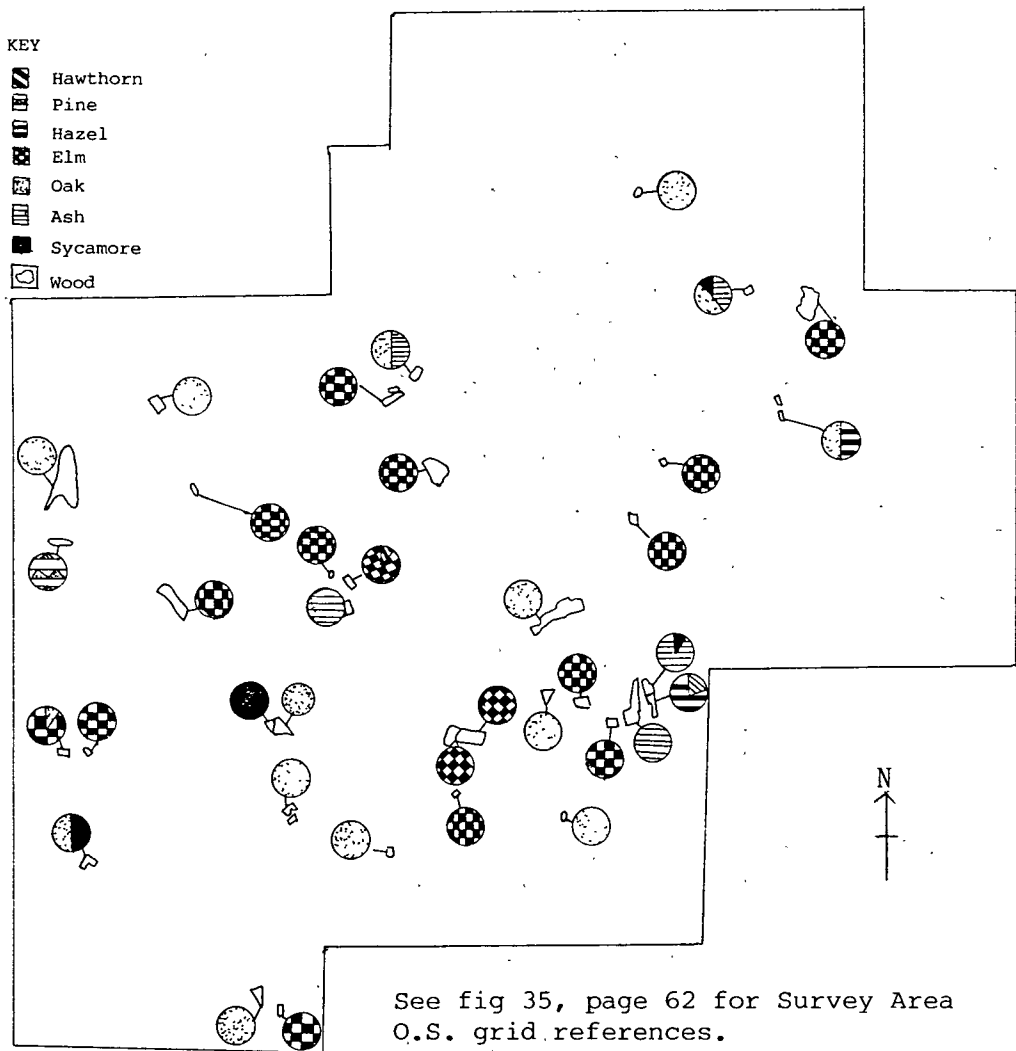 KEY
Hawthorn
Pine
Hazel
Elm
Oak
Ash
Sycamore
Wood
N
See fig 35, page 62 for Survey Area
O.S. grid references.